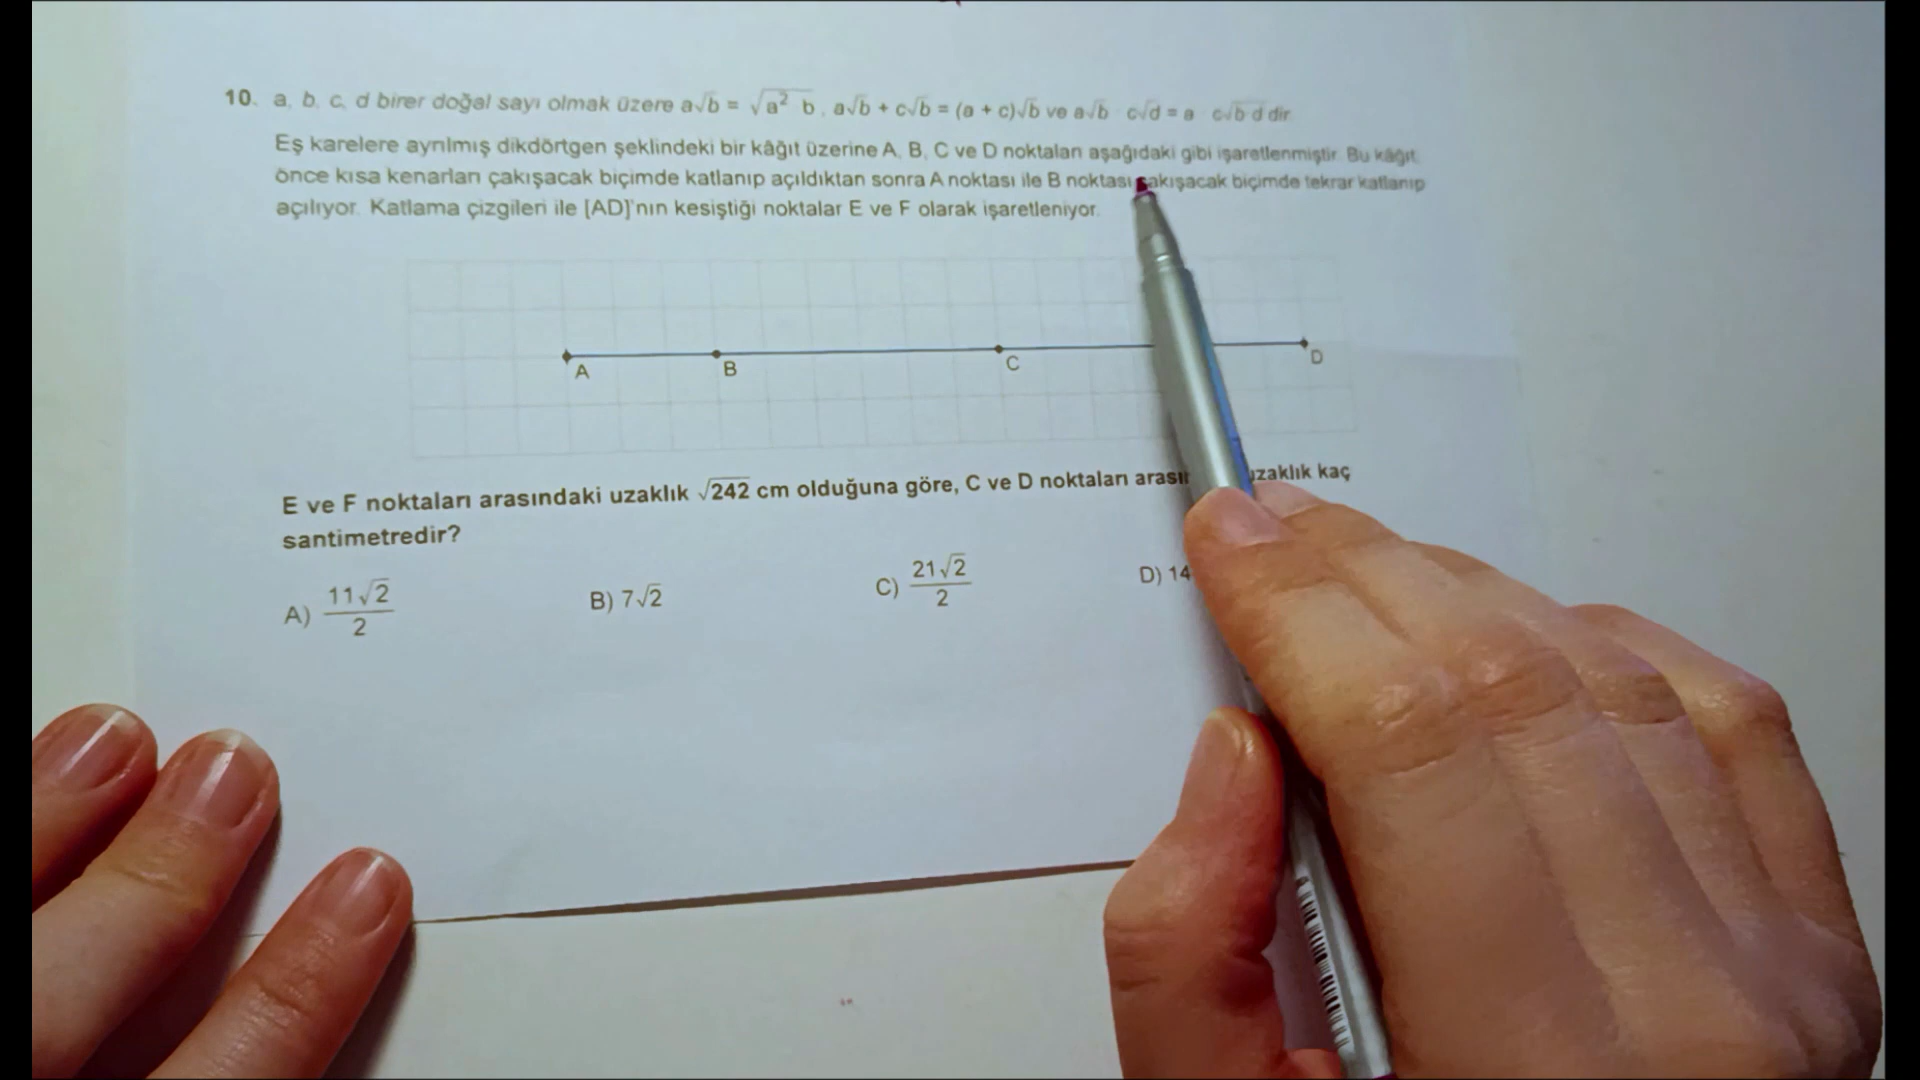 10. a, b, c, d birer doğal sayı olmak üzere a√b = √a² b , a√b + c√b = (a + c)√b ve a√b c√d = a c√b d dir
Eş karelere ayrılmış dikdörtgen şeklindeki bir kâğıt üzerine A, B, C ve D noktaları aşağıdaki gibi işaretlenmiştir. Bu kâğıt
önce kısa kenarları çakışacak biçimde katlanıp açıldıktan sonra A noktası ile B noktası çakışacak biçimde tekrar katlanıp
açılıyor. Katlama çizgileri ile [AD]'nın kesiştiği noktalar E ve F olarak işaretleniyor.
A B C D
E ve F noktaları arasındaki uzaklık √242 cm olduğuna göre, C ve D noktaları uzaklık kaç
santimetredir?
A) 11√2/2 B) 7√2 C) 21√2/2 D) 14